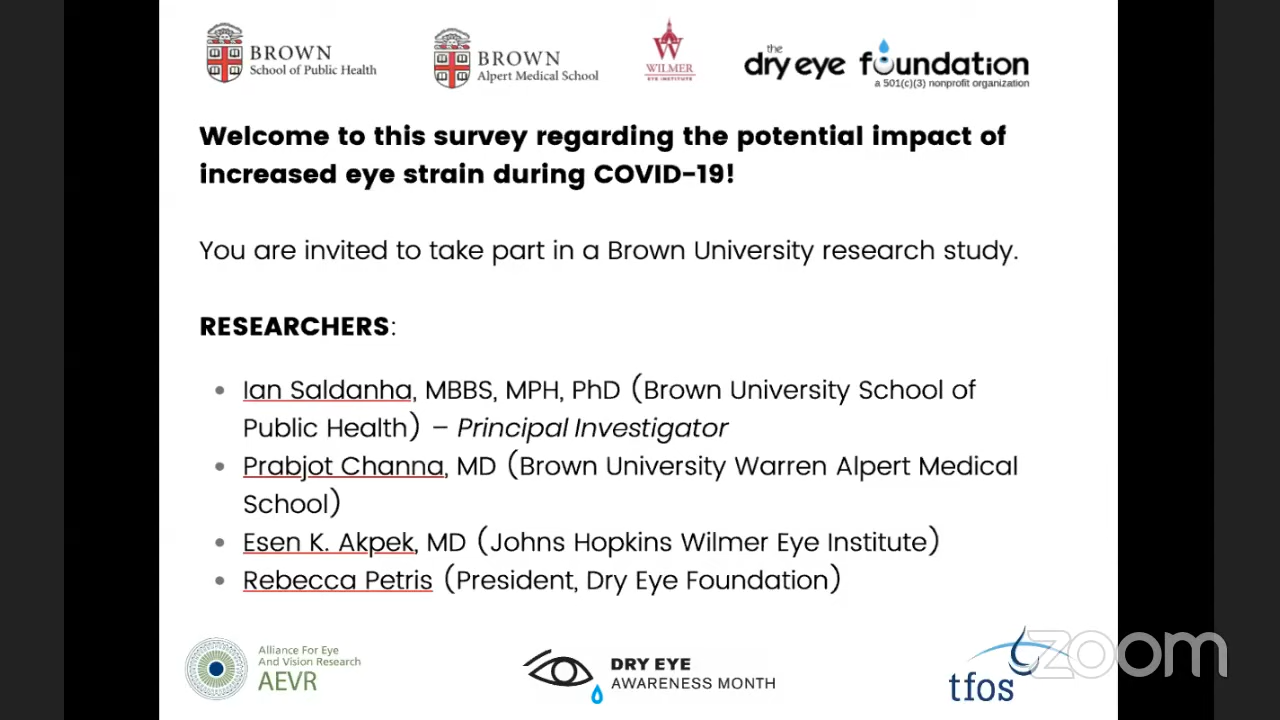 BROWN
School of Public Health
BROWN
Alpert Medical School
W
WILMER
EYE INSTITUTE
the
dry eye foundation
a 501(c)(3) nonprofit organization
Welcome to this survey regarding the potential impact of
increased eye strain during COVID-19!
You are invited to take part in a Brown University research study.
RESEARCHERS:
• Ian Saldanha, MBBS, MPH, PhD (Brown University School of
Public Health) – Principal Investigator
• Prabjot Channa, MD (Brown University Warren Alpert Medical
School)
• Esen K. Akpek, MD (Johns Hopkins Wilmer Eye Institute)
• Rebecca Petris (President, Dry Eye Foundation)
Alliance For Eye
And Vision Research
AEVR
DRY EYE
AWARENESS MONTH
tfos
zoom